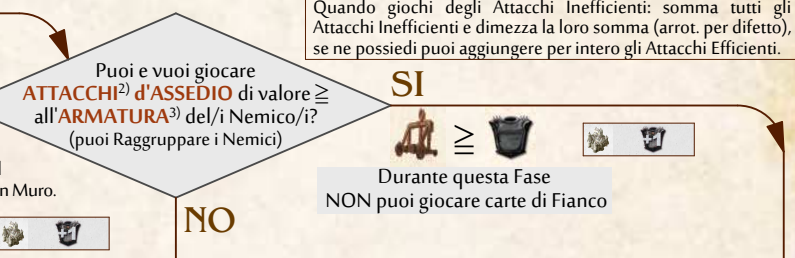 Quando giochi degli Attacchi Inefficienti: somma tutti gli
Attacchi Inefficienti e dimezza la loro somma (arrot. per difetto),
se ne possiedi puoi aggiungere per intero gli Attacchi Efficienti.
Puoi e vuoi giocare
ATTACCHI²⁾ d'ASSEDIO di valore ≧
all'ARMATURA³⁾ del/i Nemico/i?
(puoi Raggruppare i Nemici)
SI
≧
+1
Durante questa Fase
NON puoi giocare carte di Fianco
n Muro.
+1
NO